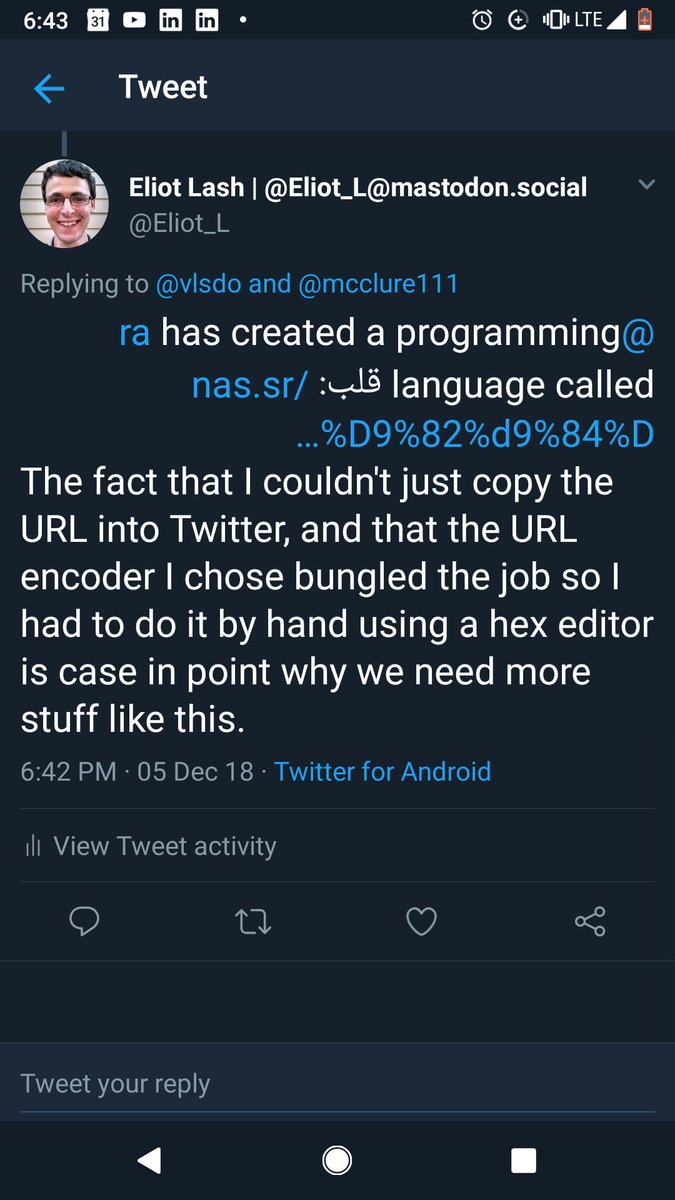 6:43
31
in
in
LTE
Tweet
Eliot Lash | @Eliot_L@mastodon.social
@Eliot_L
Replying to @vlsdo and @mcclure111
ra has created a programming@
nas.sr/ :قلب language called
...%D9%82%d9%84%D
The fact that I couldn't just copy the
URL into Twitter, and that the URL
encoder I chose bungled the job so I
had to do it by hand using a hex editor
is case in point why we need more
stuff like this.
6:42 PM · 05 Dec 18 · Twitter for Android
View Tweet activity
Tweet your reply